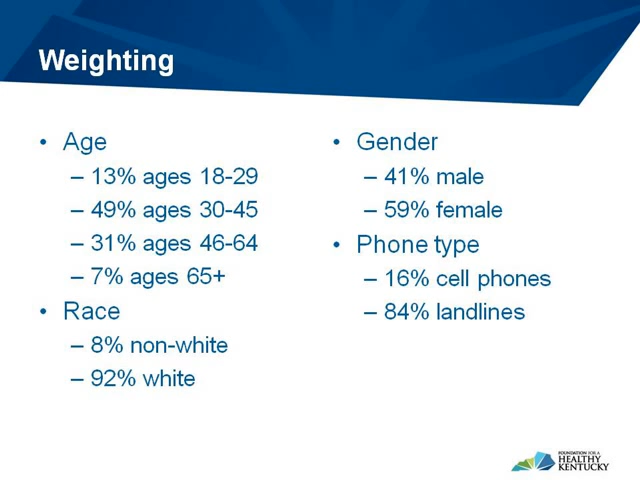 Weighting
• Age
– 13% ages 18-29
– 49% ages 30-45
– 31% ages 46-64
– 7% ages 65+
• Race
– 8% non-white
– 92% white
• Gender
– 41% male
– 59% female
• Phone type
– 16% cell phones
– 84% landlines
FOUNDATION FOR A
HEALTHY
KENTUCKY